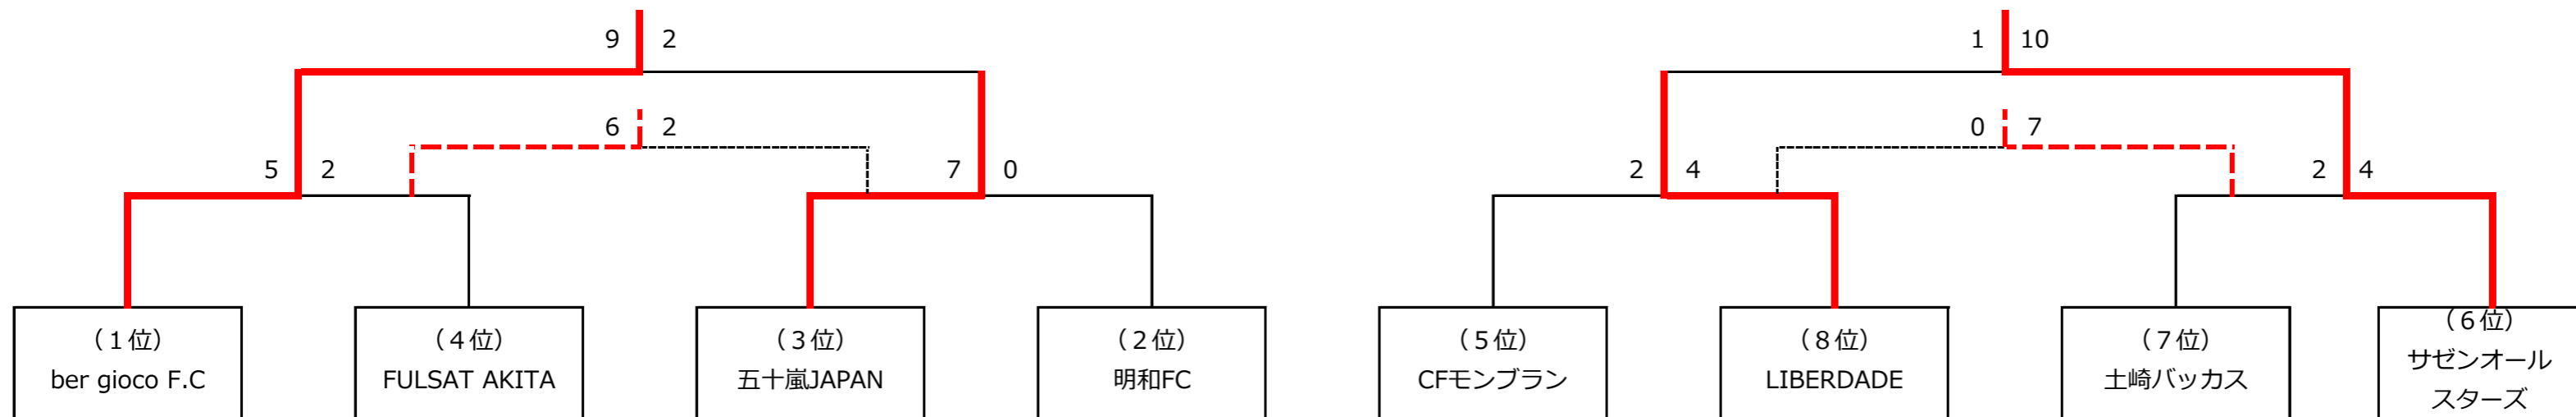 9 2
1 10
6 2
0 7
5 2
7 0
2 4
2 4
（１位）
ber gioco F.C
（４位）
FULSAT AKITA
（３位）
五十嵐JAPAN
（２位）
明和FC
（５位）
CFモンブラン
（８位）
LIBERDADE
（７位）
土崎バッカス
（６位）
サゼンオール
スターズ